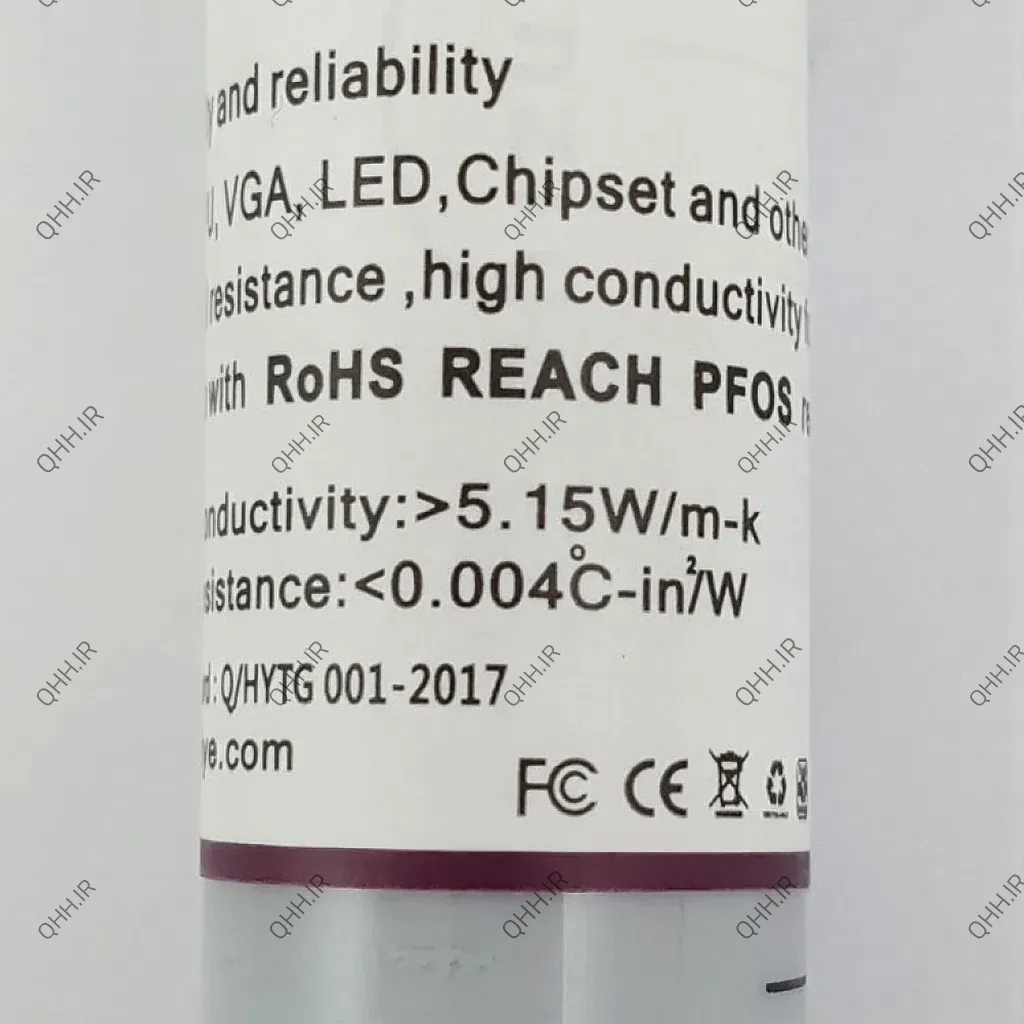 and reliability
VGA, LED,Chipset and othe
resistance ,high conductivity
with RoHS REACH PFOS
onductivity:>5.15W/m-k
sistance:<0.004℃-in²/W
Q/HYTG 001-2017
ye.com
FC CE
QHH.IR